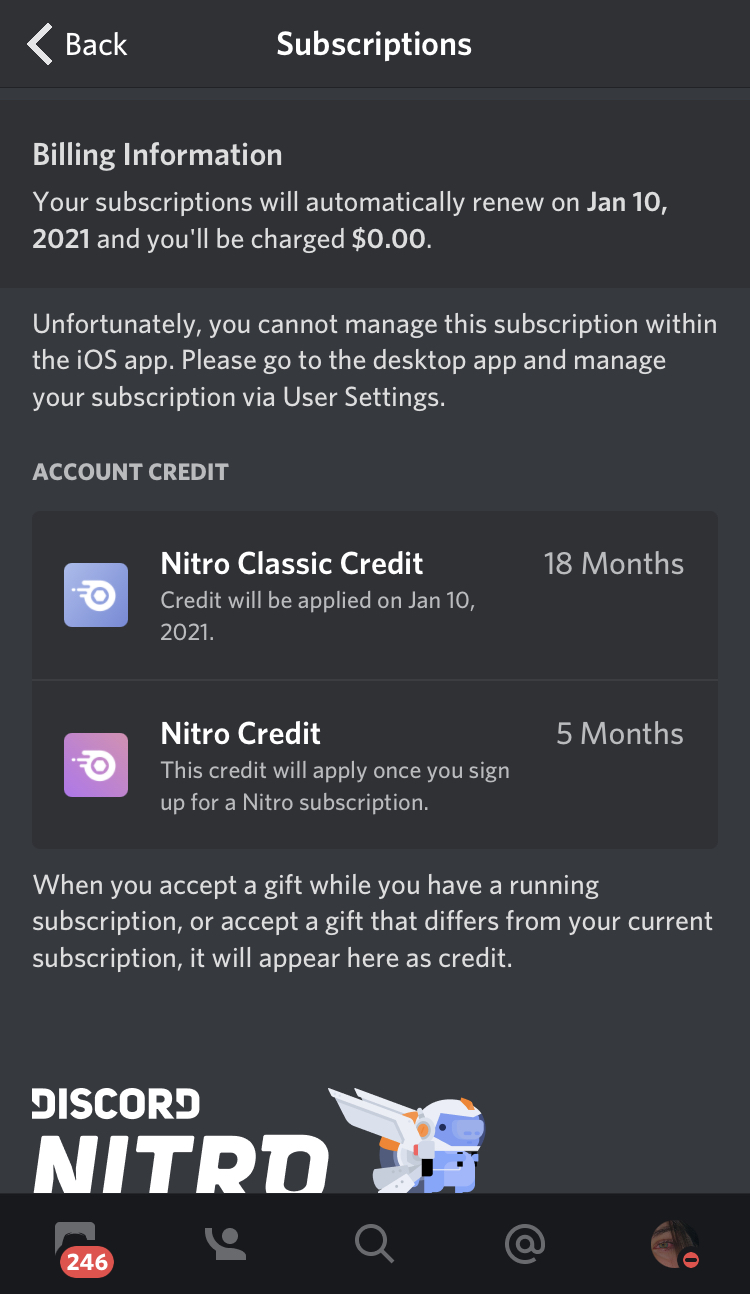 Back
Subscriptions
Billing Information
Your subscriptions will automatically renew on Jan 10,
2021 and you'll be charged $0.00.
Unfortunately, you cannot manage this subscription within
the iOS app. Please go to the desktop app and manage
your subscription via User Settings.
ACCOUNT CREDIT
Nitro Classic Credit
18 Months
Credit will be applied on Jan 10,
2021.
Nitro Credit
5 Months
This credit will apply once you sign
up for a Nitro subscription.
When you accept a gift while you have a running
subscription, or accept a gift that differs from your current
subscription, it will appear here as credit.
DISCORD
NITRO
246